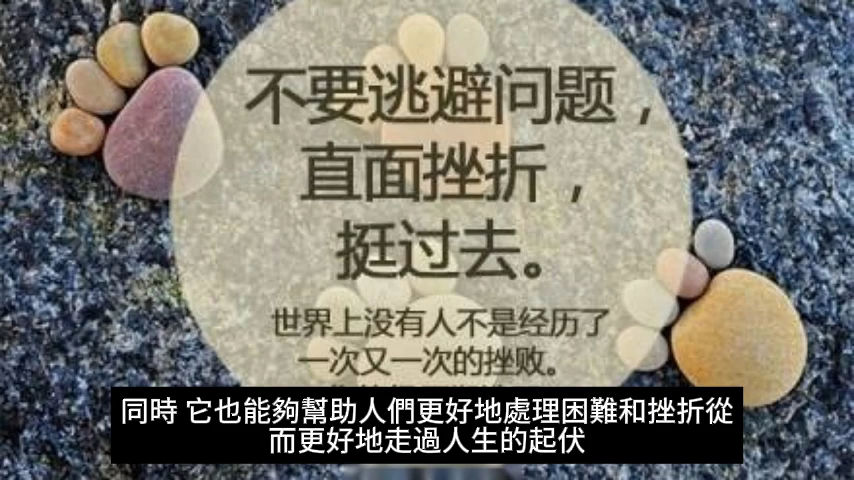 不要逃避问题，
直面挫折，
挺过去。
世界上没有人不是经历了
一次又一次的挫败。
同時 它也能夠幫助人們更好地處理困難和挫折從
而更好地走過人生的起伏